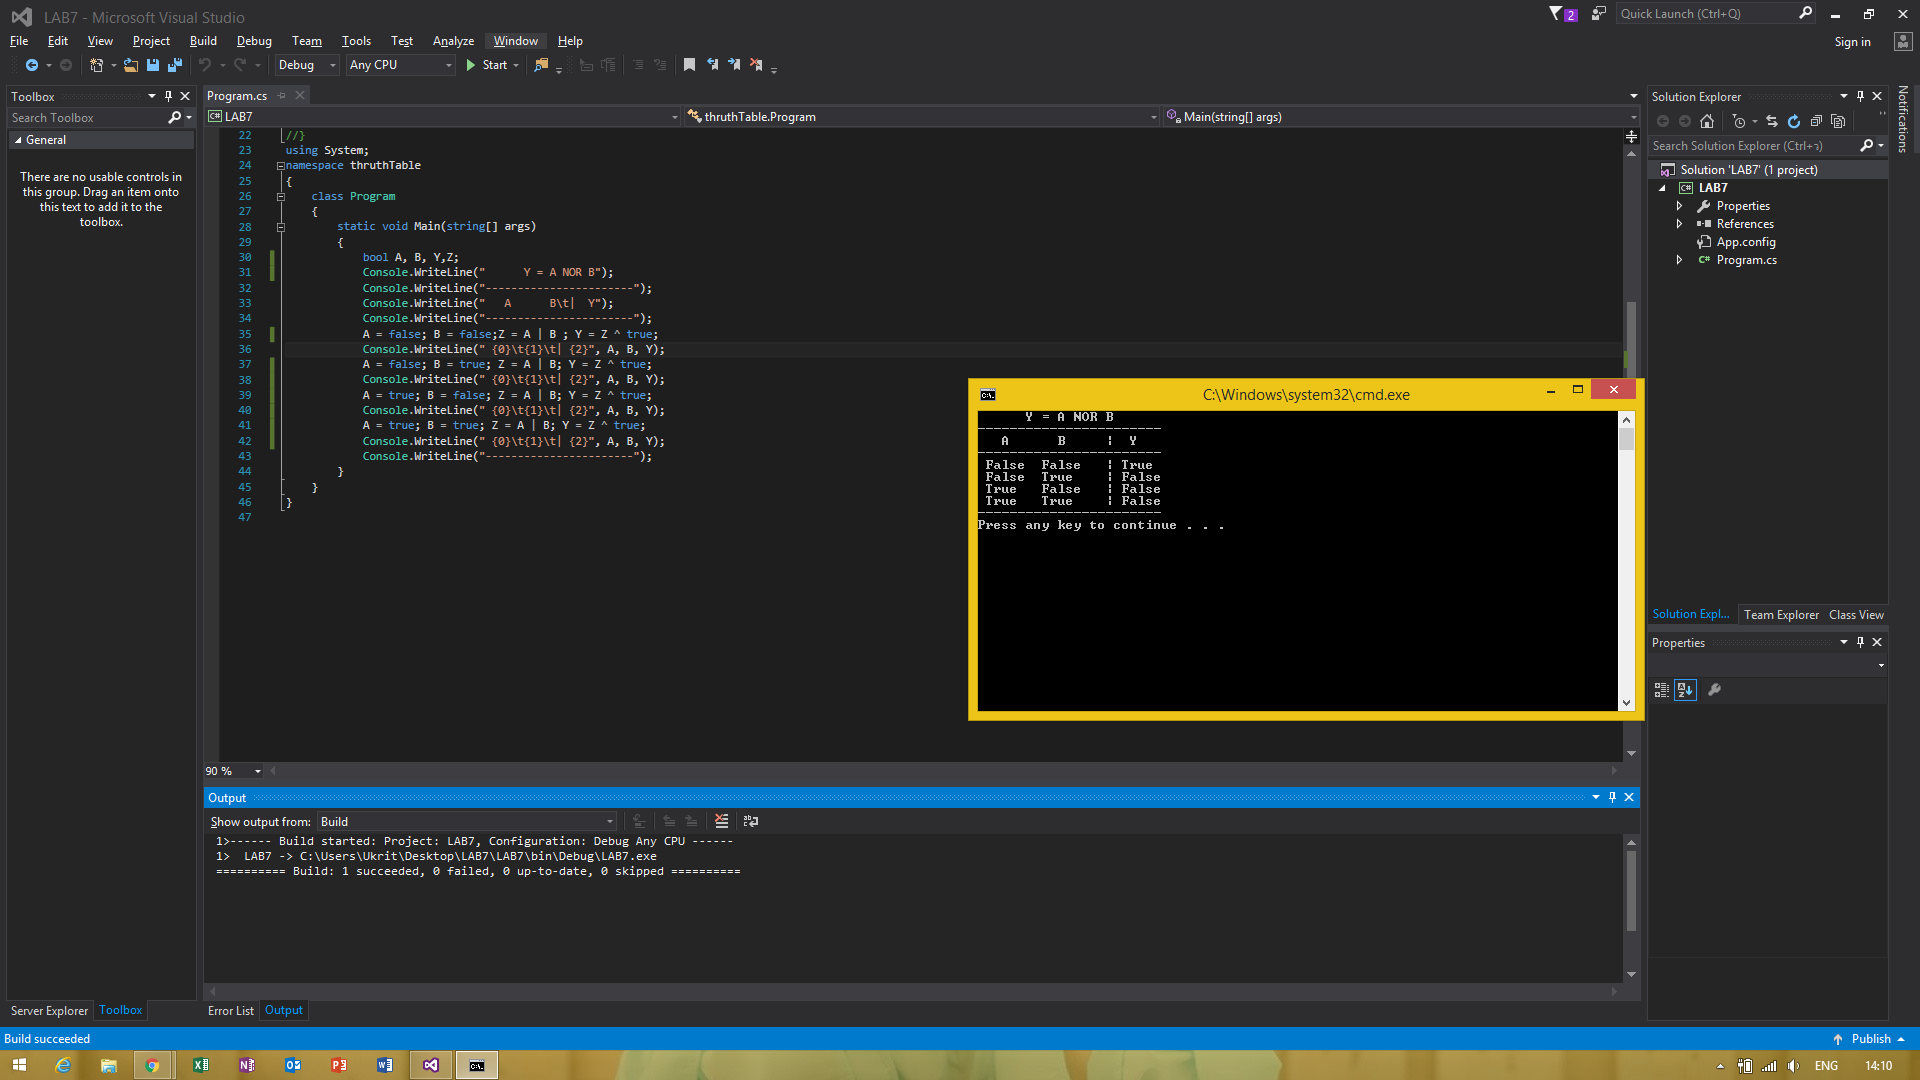 LAB7 - Microsoft Visual Studio
2
Quick Launch (Ctrl+Q)
File Edit View Project Build Debug Team Tools Test Analyze Window Help
Sign in
Debug Any CPU Start
Toolbox
Search Toolbox
General
There are no usable controls in
this group. Drag an item onto
this text to add it to the
toolbox.
Program.cs
LAB7 thruthTable.Program Main(string[] args)
22 //}
23 using System;
24 namespace thruthTable
25 {
26 class Program
27 {
28 static void Main(string[] args)
29 {
30 bool A, B, Y,Z;
31 Console.WriteLine("      Y = A NOR B");
32 Console.WriteLine("-----------------------");
33 Console.WriteLine("   A      B\t|  Y");
34 Console.WriteLine("-----------------------");
35 A = false; B = false;Z = A | B ; Y = Z ^ true;
36 Console.WriteLine(" {0}\t{1}\t| {2}", A, B, Y);
37 A = false; B = true; Z = A | B; Y = Z ^ true;
38 Console.WriteLine(" {0}\t{1}\t| {2}", A, B, Y);
39 A = true; B = false; Z = A | B; Y = Z ^ true;
40 Console.WriteLine(" {0}\t{1}\t| {2}", A, B, Y);
41 A = true; B = true; Z = A | B; Y = Z ^ true;
42 Console.WriteLine(" {0}\t{1}\t| {2}", A, B, Y);
43 Console.WriteLine("-----------------------");
44 }
45 }
46 }
47
90 %
C:\Windows\system32\cmd.exe
Y = A NOR B
-----------------------
A B ¦ Y
-----------------------
False False ¦ True
False True ¦ False
True False ¦ False
True True ¦ False
-----------------------
Press any key to continue . . .
Solution Explorer
Search Solution Explorer (Ctrl+ว)
Solution 'LAB7' (1 project)
LAB7
Properties
References
App.config
Program.cs
Solution Expl... Team Explorer Class View
Properties
Notifications
Output
Show output from: Build
1>------ Build started: Project: LAB7, Configuration: Debug Any CPU ------
1>  LAB7 -> C:\Users\Ukrit\Desktop\LAB7\LAB7\bin\Debug\LAB7.exe
========== Build: 1 succeeded, 0 failed, 0 up-to-date, 0 skipped ==========
Server Explorer Toolbox
Error List Output
Build succeeded
Publish
ENG 14:10